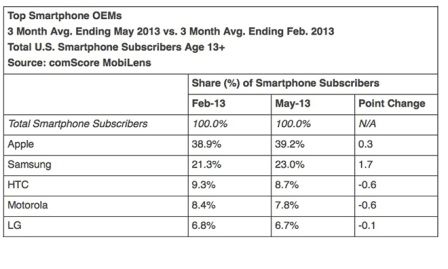 Top Smartphone OEMs
3 Month Avg. Ending May 2013 vs. 3 Month Avg. Ending Feb. 2013
Total U.S. Smartphone Subscribers Age 13+
Source: comScore MobiLens
Share (%) of Smartphone Subscribers
Feb-13 May-13 Point Change
Total Smartphone Subscribers 100.0% 100.0% N/A
Apple 38.9% 39.2% 0.3
Samsung 21.3% 23.0% 1.7
HTC 9.3% 8.7% -0.6
Motorola 8.4% 7.8% -0.6
LG 6.8% 6.7% -0.1